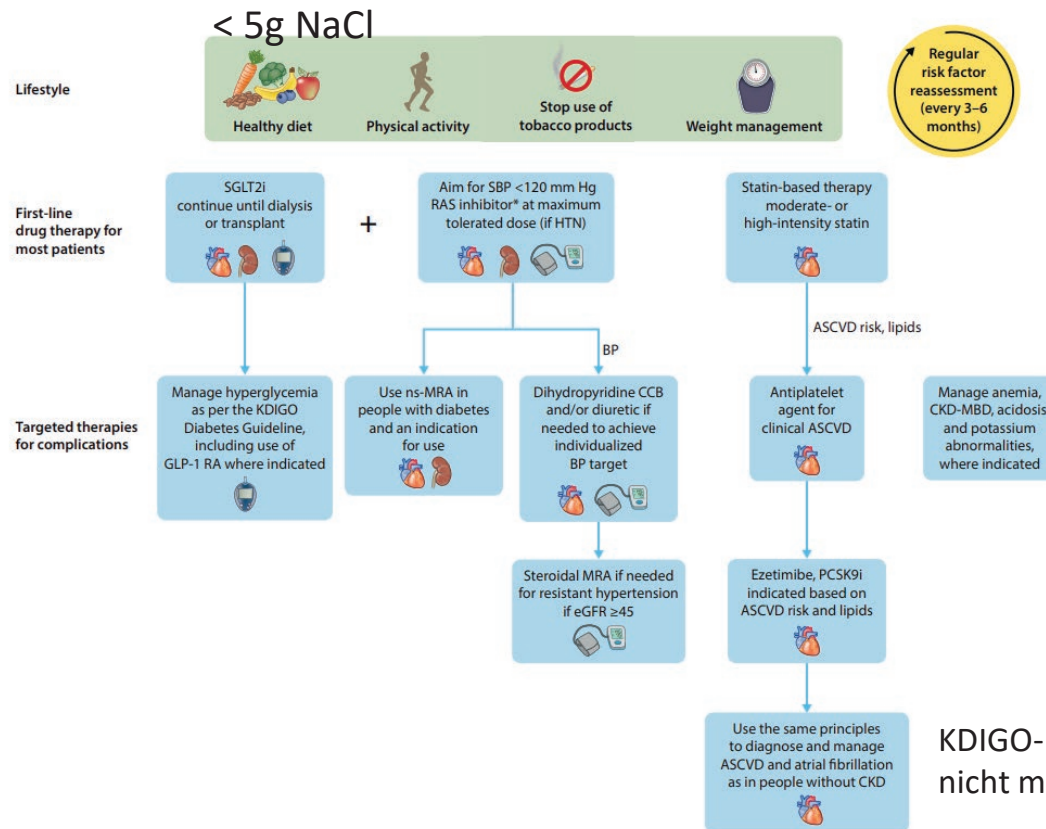 < 5g NaCl
Lifestyle
Healthy diet
Physical activity
Stop use of
tobacco products
Weight management
Regular
risk factor
reassessment
(every 3–6
months)
First-line
drug therapy for
most patients
SGLT2i
continue until dialysis
or transplant
+
Aim for SBP <120 mm Hg
RAS inhibitor* at maximum
tolerated dose (if HTN)
Statin-based therapy
moderate- or
high-intensity statin
ASCVD risk, lipids
BP
Targeted therapies
for complications
Manage hyperglycemia
as per the KDIGO
Diabetes Guideline,
including use of
GLP-1 RA where indicated
Use ns-MRA in
people with diabetes
and an indication
for use
Dihydropyridine CCB
and/or diuretic if
needed to achieve
individualized
BP target
Antiplatelet
agent for
clinical ASCVD
Manage anemia,
CKD-MBD, acidosis
and potassium
abnormalities,
where indicated
Steroidal MRA if needed
for resistant hypertension
if eGFR ≥45
Ezetimibe, PCSK9i
indicated based on
ASCVD risk and lipids
Use the same principles
to diagnose and manage
ASCVD and atrial fibrillation
as in people without CKD
KDIGO-
nicht m